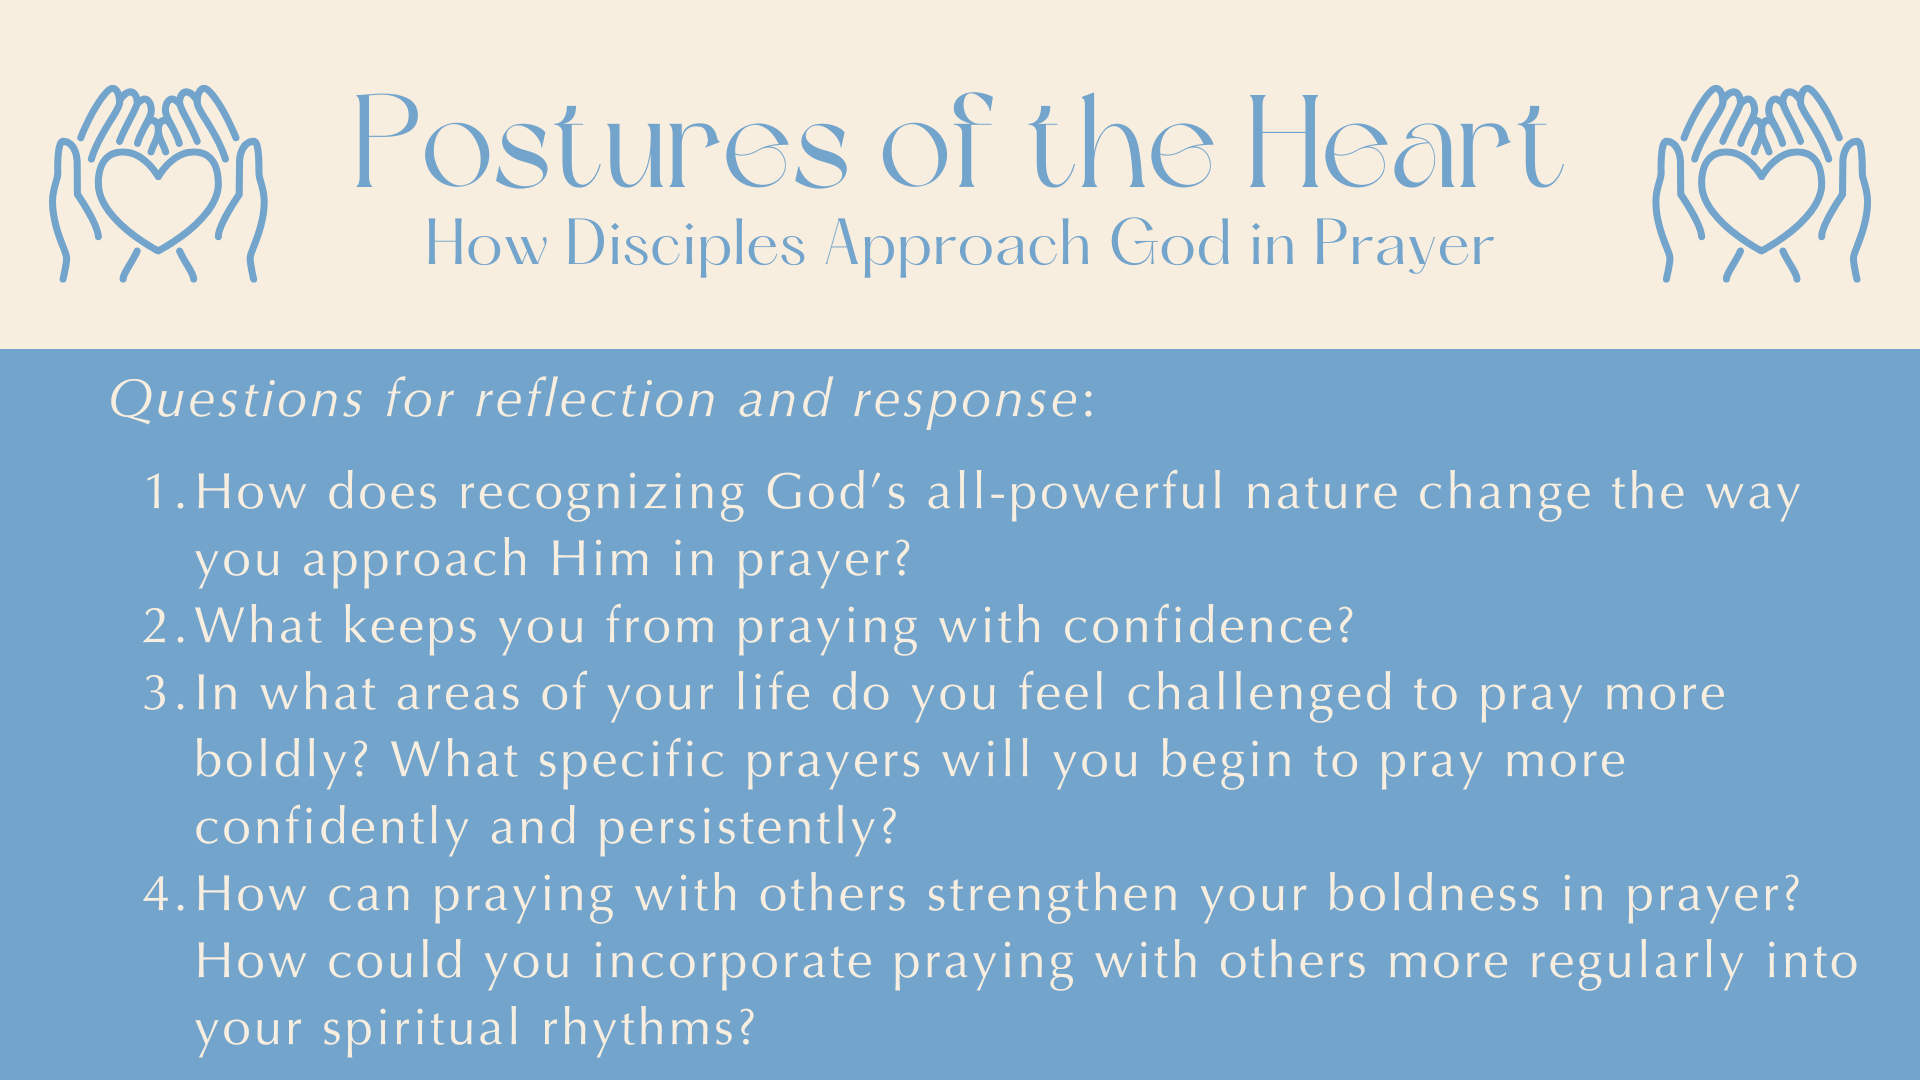 Postures of the Heart
How Disciples Approach God in Prayer
Questions for reflection and response:
1. How does recognizing God’s all-powerful nature change the way
you approach Him in prayer?
2. What keeps you from praying with confidence?
3. In what areas of your life do you feel challenged to pray more
boldly? What specific prayers will you begin to pray more
confidently and persistently?
4. How can praying with others strengthen your boldness in prayer?
How could you incorporate praying with others more regularly into
your spiritual rhythms?